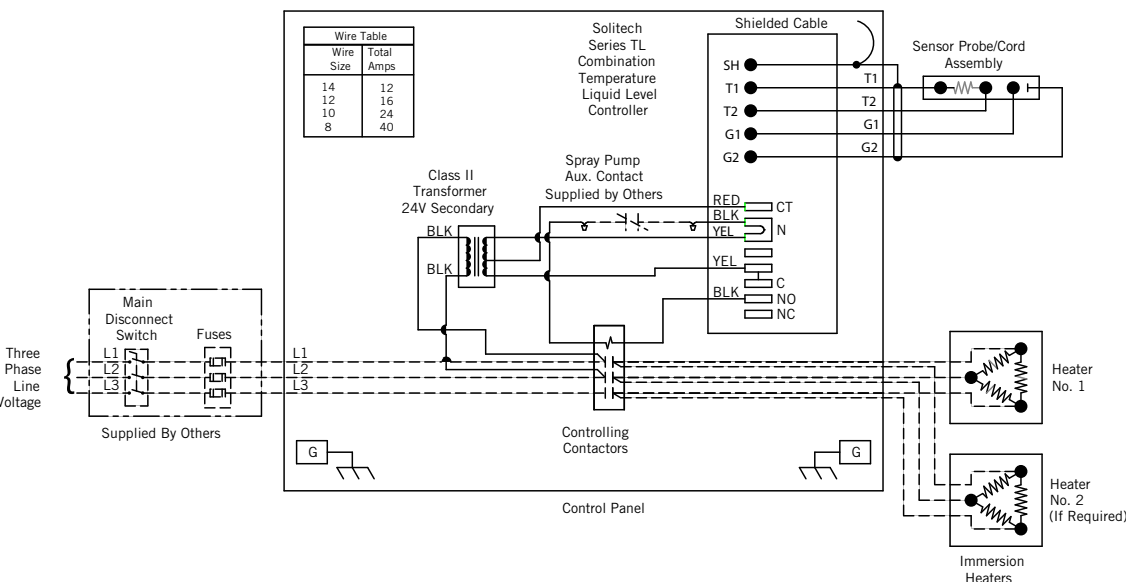 Wire Table
Wire Size
Total Amps
14 12
12 16
10 24
8 40
Solitech
Series TL
Combination
Temperature
Liquid Level
Controller
Shielded Cable
SH
T1
T2
G1
G2
T1
T2
G1
G2
Sensor Probe/Cord
Assembly
Class II
Transformer
24V Secondary
BLK
BLK
Spray Pump
Aux. Contact
Supplied by Others
RED
BLK
YEL
YEL
BLK
CT
N
C
NO
NC
Main
Disconnect
Switch
Fuses
Three
Phase
Line
Voltage
L1
L2
L3
L1
L2
L3
Supplied By Others
Controlling
Contactors
G
G
Control Panel
Heater
No. 1
Heater
No. 2
(If Required)
Immersion
Heaters